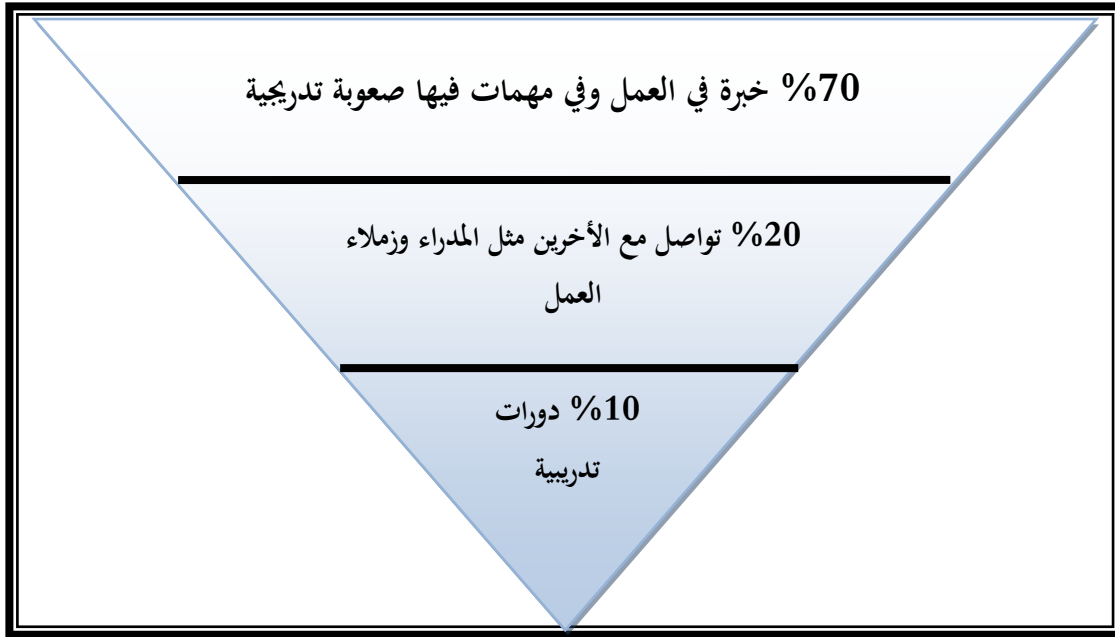 %70 خبرة في العمل وفي مهمات فيها صعوبة تدريجية
%20 تواصل مع الأخرين مثل المدراء وزملاء
العمل
%10 دورات
تدريبية